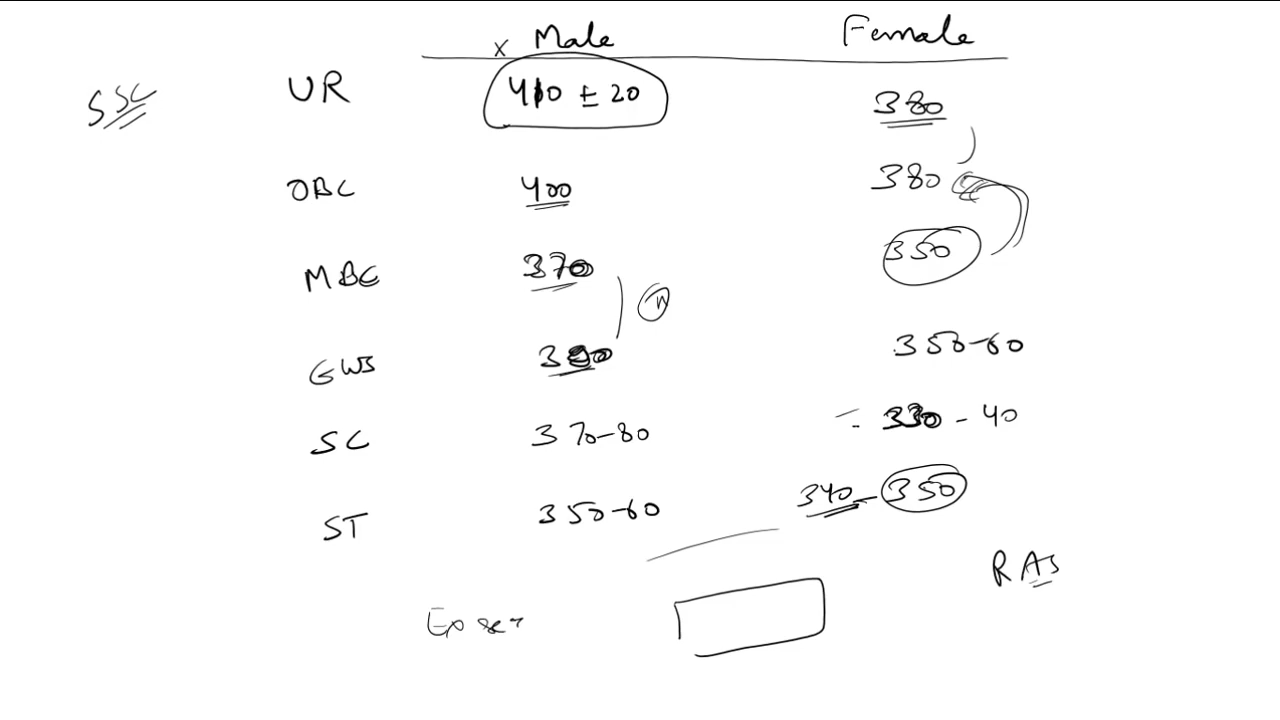 x Male Female
SSC UR 410 ± 20 380
OBC 400 380
MBC 370 350
EWS 350-60
SC 370-80 330 - 40
ST 350-60 340 - 350
RAS